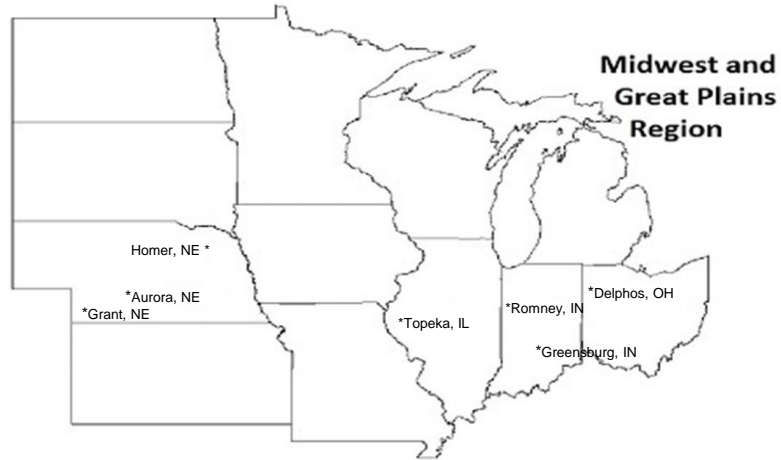 Midwest and
Great Plains
Region
Homer, NE *
*Aurora, NE
*Grant, NE
*Topeka, IL
*Romney, IN
*Delphos, OH
*Greensburg, IN